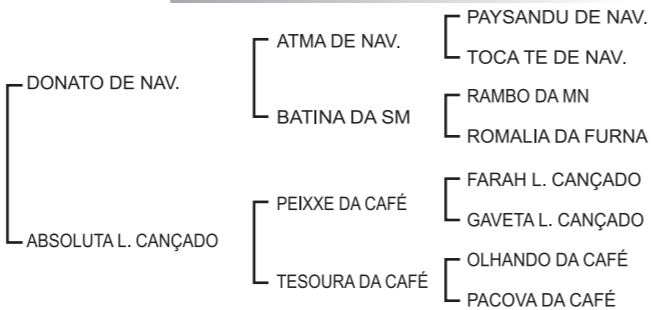 PAYSANDU DE NAV.
ATMA DE NAV.
TOCA TE DE NAV.
DONATO DE NAV.
RAMBO DA MN
BATINA DA SM
ROMALIA DA FURNA
FARAH L. CANÇADO
PEIXXE DA CAFÉ
GAVETA L. CANÇADO
ABSOLUTA L. CANÇADO
OLHANDO DA CAFÉ
TESOURA DA CAFÉ
PACOVA DA CAFÉ